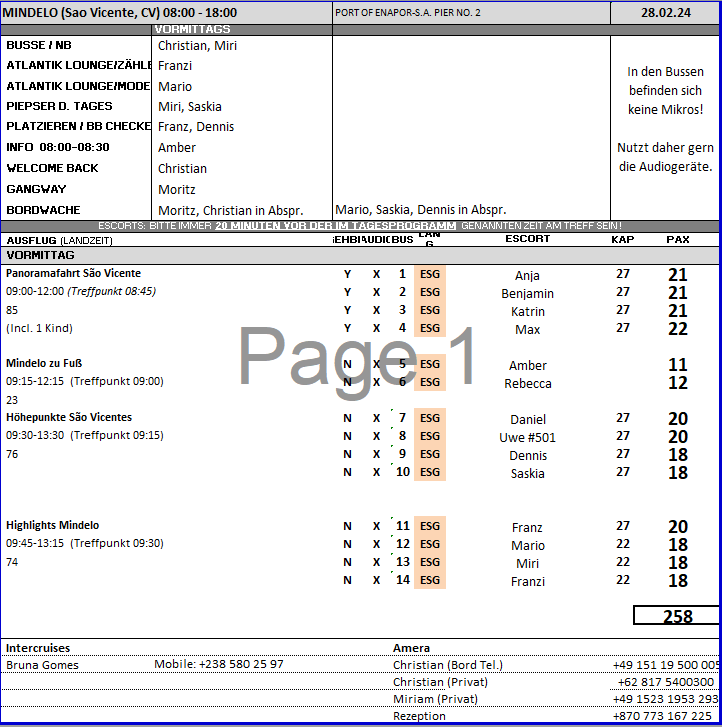 MINDELO (Sao Vicente, CV) 08:00 - 18:00 PORT OF ENAPOR-S.A. PIER NO. 2 28.02.24
VORMITTAGS
BUSSE / NB Christian, Miri
ATLANTIK LOUNGE/ZÄHLE Franzi
ATLANTIK LOUNGE/MODE Mario
PIEPSER D. TAGES Miri, Saskia
PLATZIEREN / BB CHECKE Franz, Dennis
INFO 08:00-08:30 Amber
WELCOME BACK Christian
GANGWAY Moritz
BORDWACHE Moritz, Christian in Abspr. Mario, Saskia, Dennis in Abspr.
In den Bussen
befinden sich
keine Mikros!
Nutzt daher gern
die Audiogeräte.
ESCORTS: BITTE IMMER 20 MINUTEN VOR DER IM TAGESPROGRAMM GENANNTEN ZEIT AM TREFF SEIN!
AUSFLUG (LANDZEIT) BUS LANG ESCORT KAP PAX
VORMITTAG
Panoramafahrt São Vicente Y X 1 ESG Anja 27 21
09:00-12:00 (Treffpunkt 08:45) Y X 2 ESG Benjamin 27 21
85 Y X 3 ESG Katrin 27 21
(Incl. 1 Kind) Y X 4 ESG Max 27 22
Page 1
Mindelo zu Fuß N X 5 ESG Amber 11
09:15-12:15 (Treffpunkt 09:00) N X 6 ESG Rebecca 12
23
Höhepunkte São Vicentes N X 7 ESG Daniel 27 20
09:30-13:30 (Treffpunkt 09:15) N X 8 ESG Uwe #501 27 20
76 N X 9 ESG Dennis 27 18
N X 10 ESG Saskia 27 18
Highlights Mindelo N X 11 ESG Franz 27 20
09:45-13:15 (Treffpunkt 09:30) N X 12 ESG Mario 22 18
74 N X 13 ESG Miri 22 18
N X 14 ESG Franzi 22 18
258
Intercruises Amera
Bruna Gomes Mobile: +238 580 25 97 Christian (Bord Tel.) +49 151 19 500 005
Christian (Privat) +62 817 5400300
Miriam (Privat) +49 1523 1953 293
Rezeption +870 773 167 225